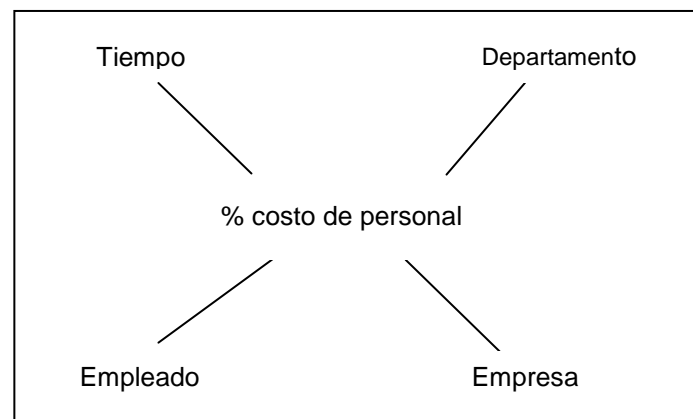 Tiempo Departamento
% costo de personal
Empleado Empresa